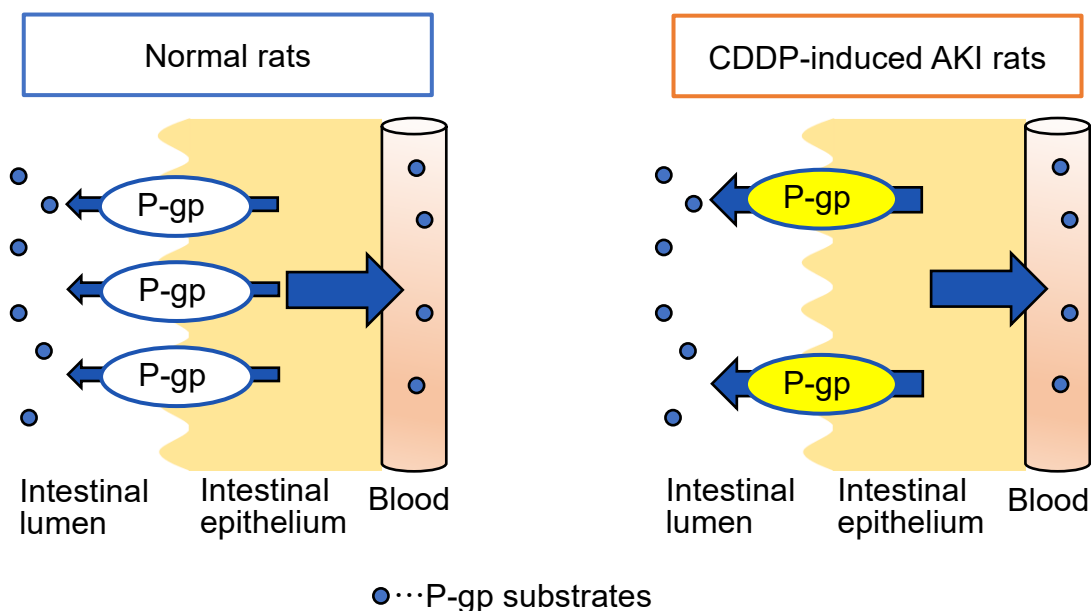 Normal rats
P-gp
P-gp
P-gp
Intestinal
lumen
Intestinal
epithelium
Blood
CDDP-induced AKI rats
P-gp
P-gp
Intestinal
lumen
Intestinal
epithelium
Blood
···P-gp substrates